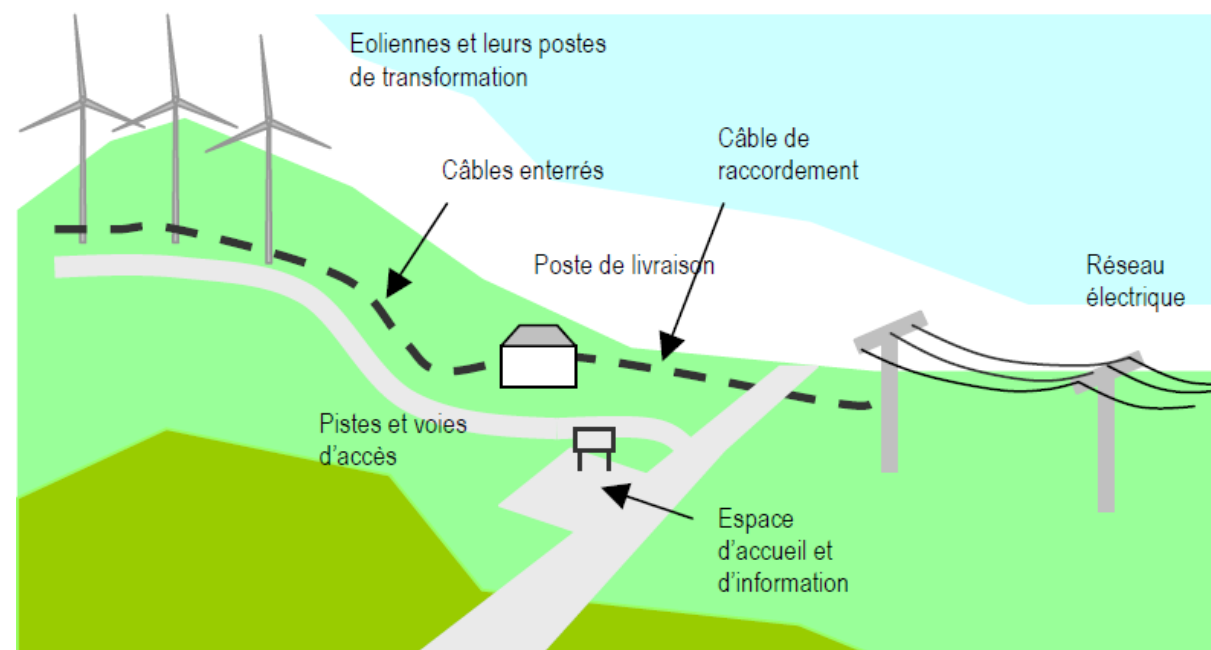 Eoliennes et leurs postes
de transformation
Câble de
raccordement
Câbles enterrés
Poste de livraison
Réseau
électrique
Pistes et voies
d'accès
Espace
d'accueil et
d'information